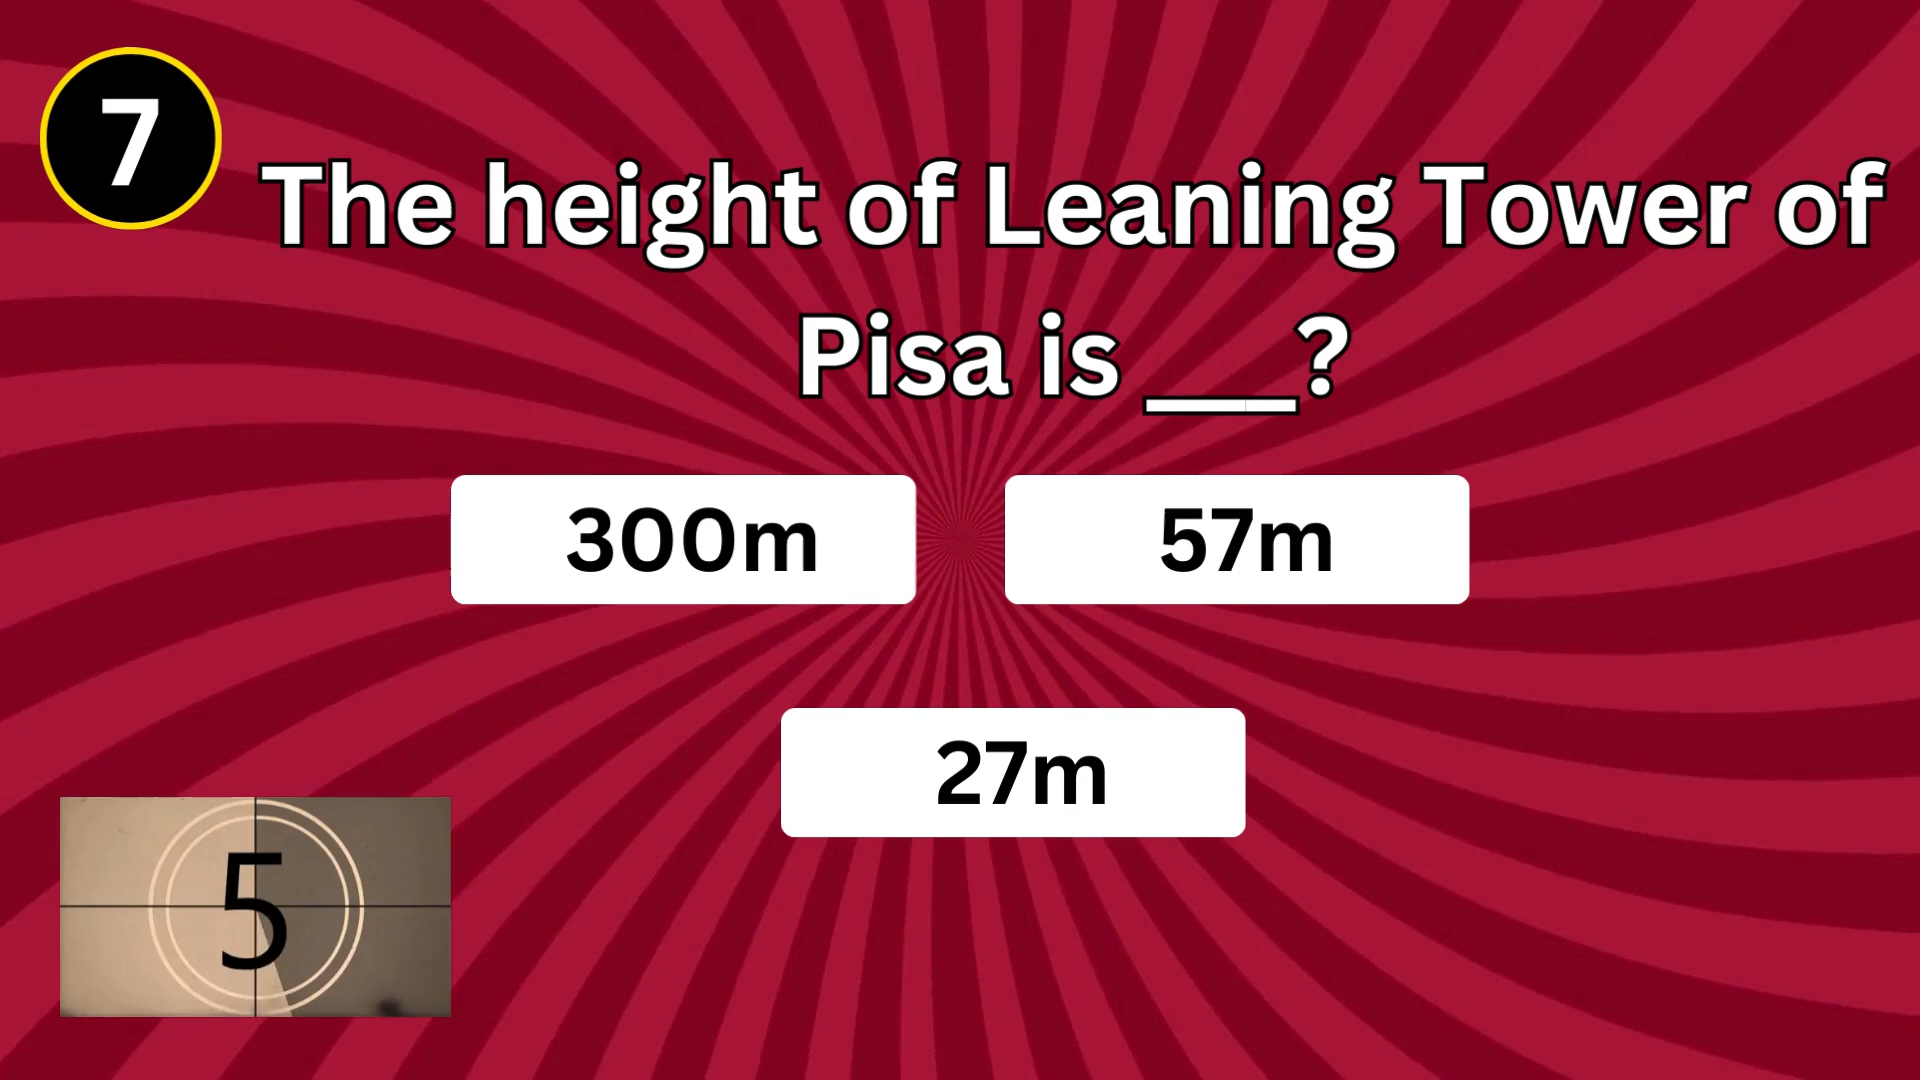 7
The height of Leaning Tower of
Pisa is ___?
300m
57m
27m
5